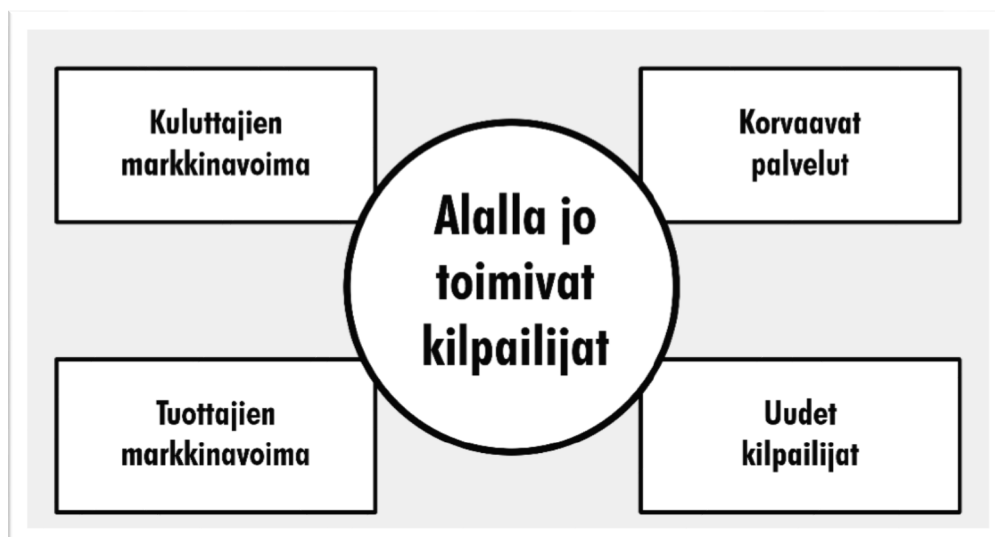 Kuluttajien
markkinavoima
Korvaavat
palvelut
Alalla jo
toimivat
kilpailijat
Tuottajien
markkinavoima
Uudet
kilpailijat